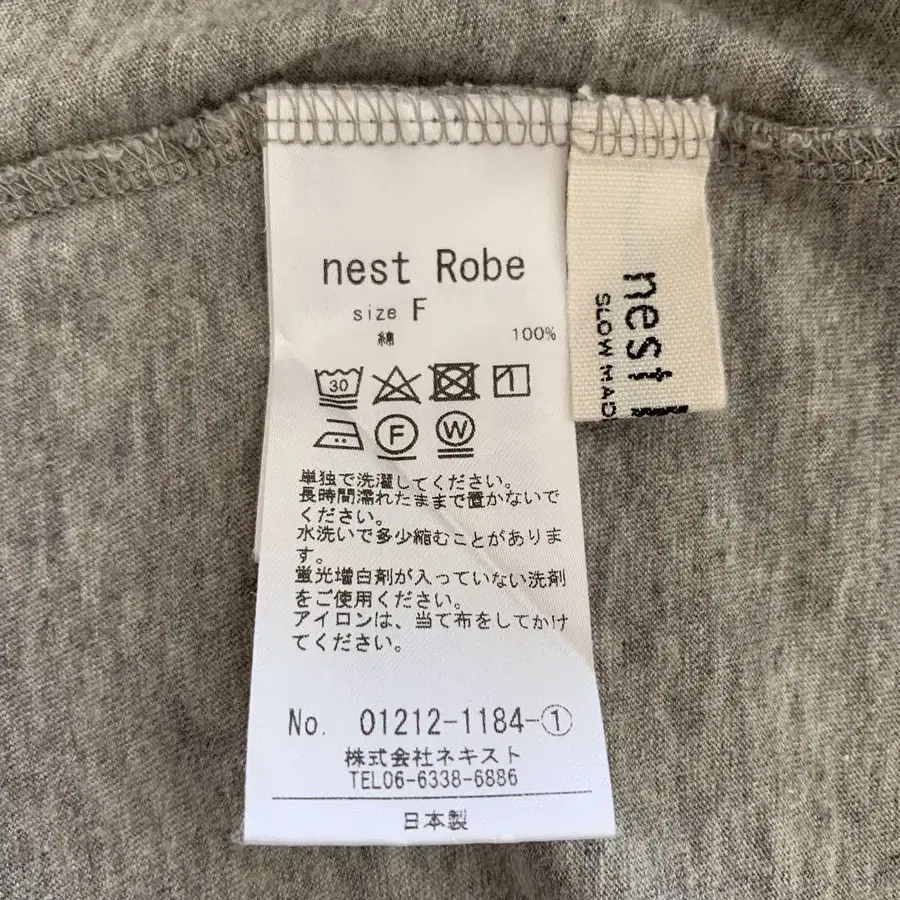 nest Robe
size F
綿 100%
30
F W
単独で洗濯してください。
長時間濡れたままで置かないで
ください。
水洗いで多少縮むことがありま
す。
蛍光増白剤が入っていない洗剤
をご使用ください。
アイロンは、当て布をしてかけ
てください。
No. 01212-1184-①
株式会社ネキスト
TEL06-6338-6886
日本製
nest
SLOW MAD